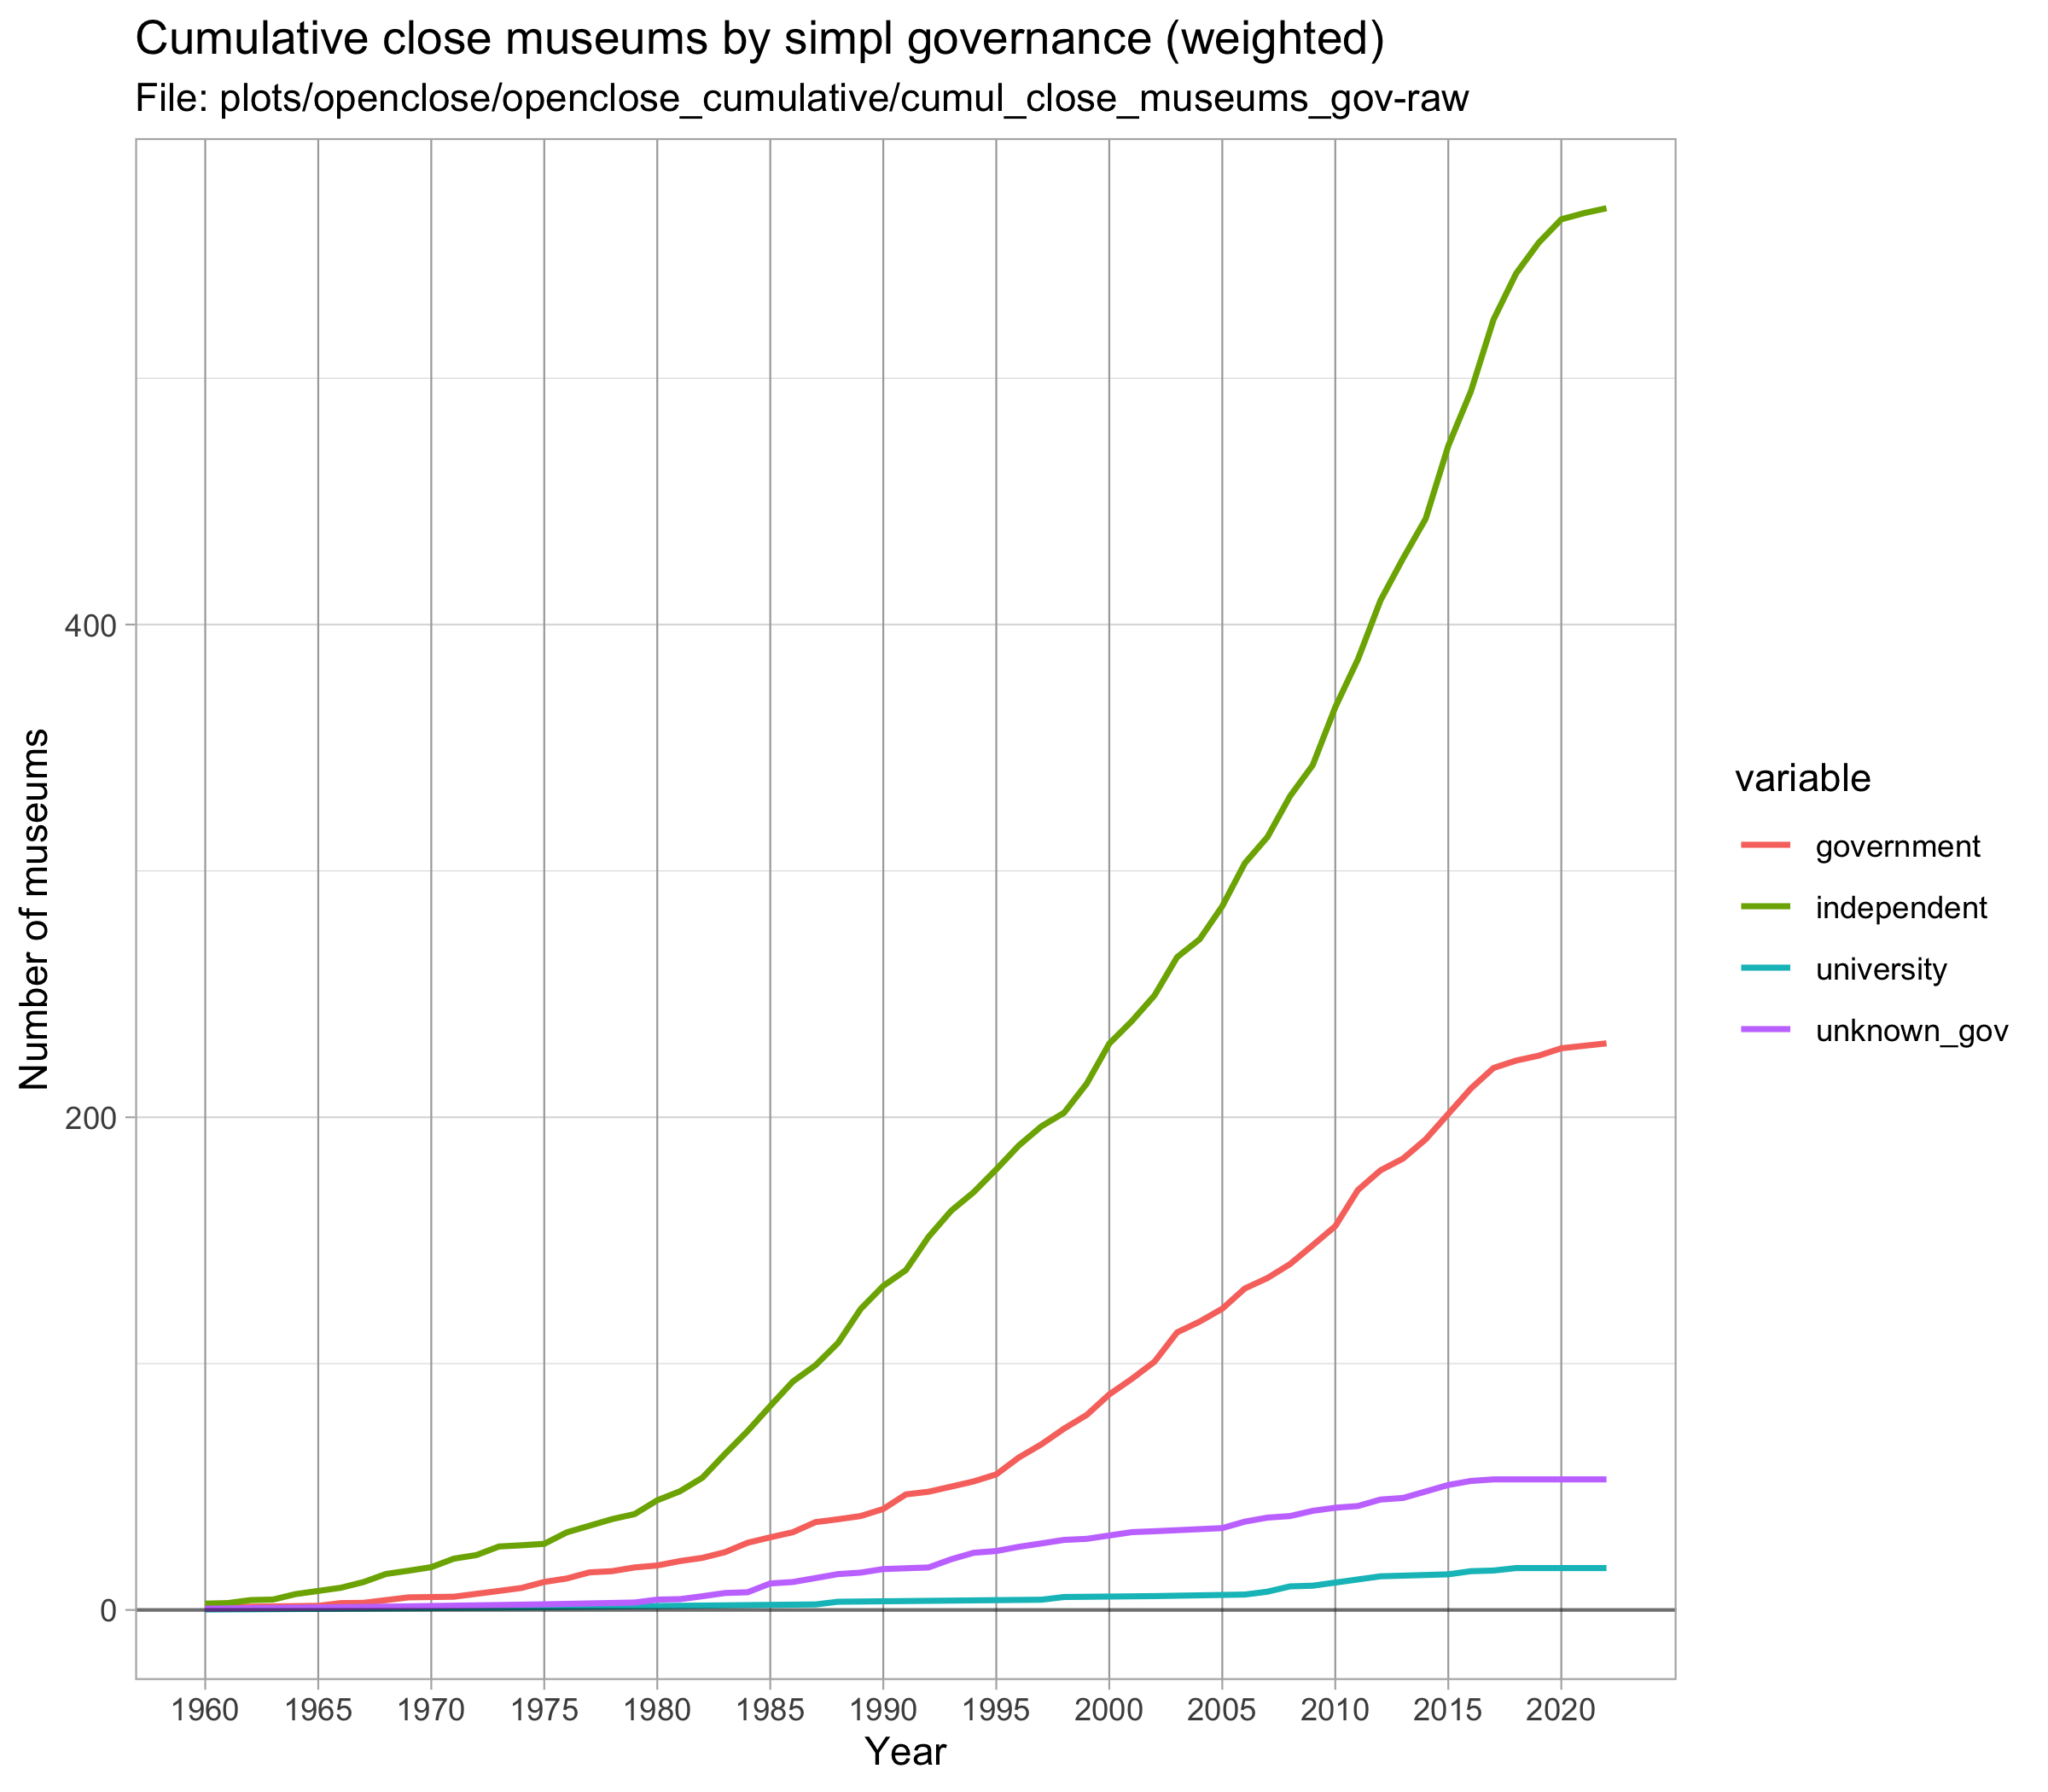 Cumulative close museums by simpl governance (weighted)
File: plots/openclose/openclose_cumulative/cumul_close_museums_gov-raw
Number of museums
400
200
0
1960 1965 1970 1975 1980 1985 1990 1995 2000 2005 2010 2015 2020
Year
variable
government
independent
university
unknown_gov